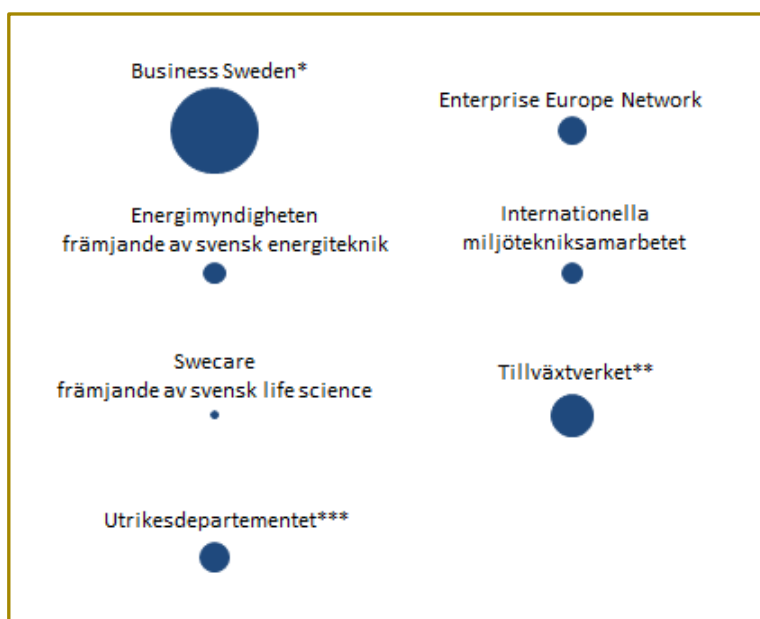 Business Sweden*
Enterprise Europe Network
Energimyndigheten
främjande av svensk energiteknik
Internationella
miljötekniksamarbetet
Swecare
främjande av svensk life science
Tillväxtverket**
Utrikesdepartementet***